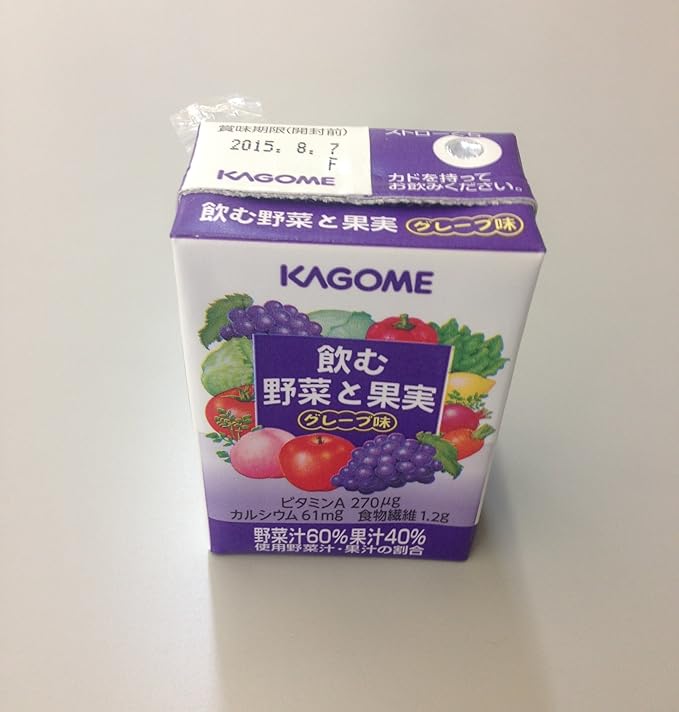 賞味期限(開封前)
2015. 8. 7
F
KAGOME
カドを持って
お飲みください。
飲む野菜と果実 グレープ味
KAGOME
飲む
野菜と果実
グレープ味
ビタミンA 270μg
カルシウム 61mg 食物繊維 1.2g
野菜汁60%果汁40%
使用野菜汁・果汁の割合